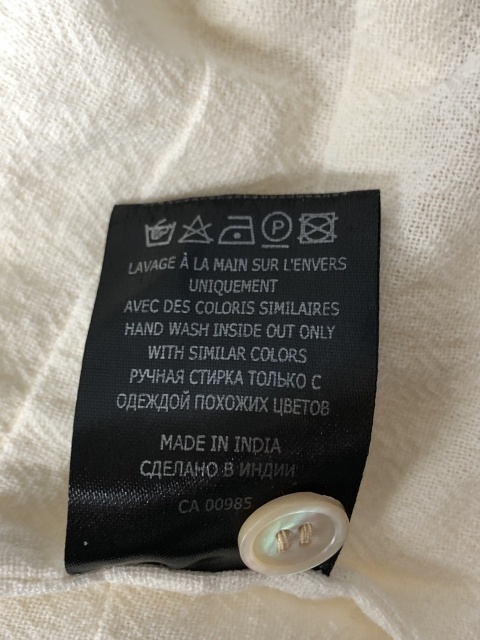 P
LAVAGE À LA MAIN SUR L'ENVERS
UNIQUEMENT
AVEC DES COLORIS SIMILAIRES
HAND WASH INSIDE OUT ONLY
WITH SIMILAR COLORS
РУЧНАЯ СТИРКА ТОЛЬКО С
ОДЕЖДОЙ ПОХОЖИХ ЦВЕТОВ
MADE IN INDIA
СДЕЛАНО В ИНДИИ
CA 00985